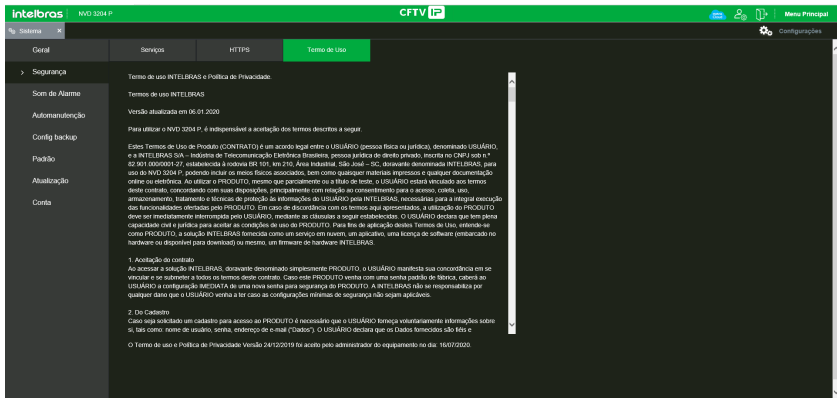 intelbras NVD 3204 P CFTV IP Menu Principal
Sistema × Configurações
Geral Serviços HTTPS Termo de Uso
Segurança
Som de Alarme
Automanutenção
Config backup
Padrão
Atualização
Conta
Termo de uso INTELBRAS e Política de Privacidade.
Termos de uso INTELBRAS
Versão atualizada em 06.01.2020
Para utilizar o NVD 3204 P, é indispensável a aceitação dos termos descritos a seguir.
Estes Termos de Uso de Produto (CONTRATO) é um acordo legal entre o USUÁRIO (pessoa física ou jurídica), denominado USUÁRIO,
e a INTELBRAS S/A – Indústria de Telecomunicação Eletrônica Brasileira, pessoa jurídica de direito privado, inscrita no CNPJ sob n.º
82.901.000/0001-27, estabelecida à rodovia BR 101, km 210, Área Industrial, São José – SC, doravante denominada INTELBRAS, para
uso do NVD 3204 P, podendo incluir os meios físicos associados, bem como quaisquer materiais impressos e qualquer documentação
online ou eletrônica. Ao utilizar o PRODUTO, mesmo que parcialmente ou a título de teste, o USUÁRIO estará vinculado aos termos
deste contrato, concordando com suas disposições, principalmente com relação ao consentimento para o acesso, coleta, uso,
armazenamento, tratamento e técnicas de proteção às informações do USUÁRIO pela INTELBRAS, necessárias para a integral execução
das funcionalidades ofertadas pelo PRODUTO. Em caso de discordância com os termos aqui apresentados, a utilização do PRODUTO
deve ser imediatamente interrompida pelo USUÁRIO, mediante as cláusulas a seguir estabelecidas. O USUÁRIO declara que tem plena
capacidade civil e jurídica para aceitar as condições de uso do PRODUTO. Para fins de aplicação destes Termos de Uso, entende-se
como PRODUTO, a solução INTELBRAS fornecida como um serviço em nuvem, um aplicativo, uma licença de software (embarcado no
hardware ou disponível para download) ou mesmo, um firmware de hardware INTELBRAS.
1. Aceitação do contrato
Ao acessar a solução INTELBRAS, doravante denominado simplesmente PRODUTO, o USUÁRIO manifesta sua concordância em se
vincular e se submeter a todos os termos deste contrato. Caso este PRODUTO venha com uma senha padrão de fábrica, caberá ao
USUÁRIO a configuração IMEDIATA de uma nova senha para segurança do PRODUTO. A INTELBRAS não se responsabiliza por
qualquer dano que o USUÁRIO venha a ter caso as configurações mínimas de segurança não sejam aplicáveis.
2. Do Cadastro
Caso seja solicitado um cadastro para acesso ao PRODUTO é necessário que o USUÁRIO forneça voluntariamente informações sobre
si, tais como: nome de usuário, senha, endereço de e-mail ("Dados"). O USUÁRIO declara que os Dados fornecidos são fiéis e
O Termo de uso e Política de Privacidade Versão 24/12/2019 foi aceito pelo administrador do equipamento no dia: 16/07/2020.